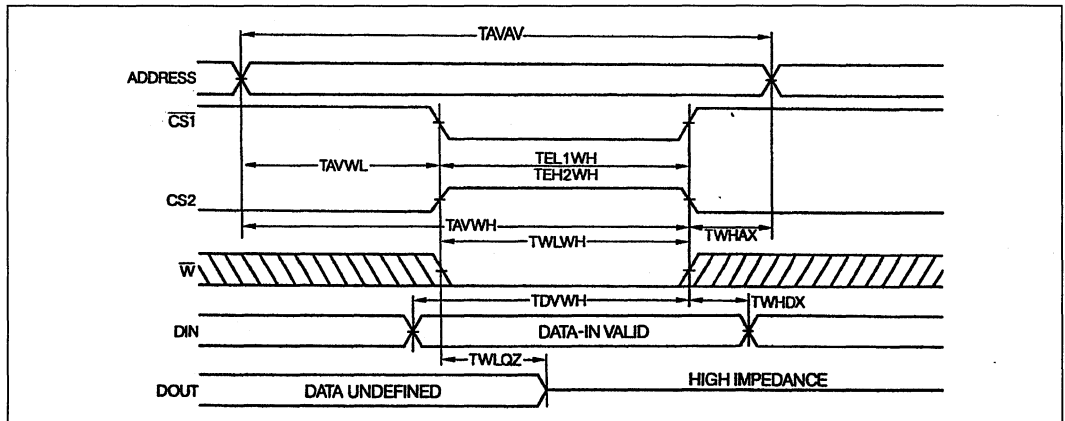 TAVAV
ADDRESS
CS1
TAVWL
TEL1WH
TEH2WH
CS2
TAVWH
TWHAX
TWLWH
W
TDVWH
TWHDX
DIN
DATA-IN VALID
TWLQZ
DOUT
DATA UNDEFINED
HIGH IMPEDANCE